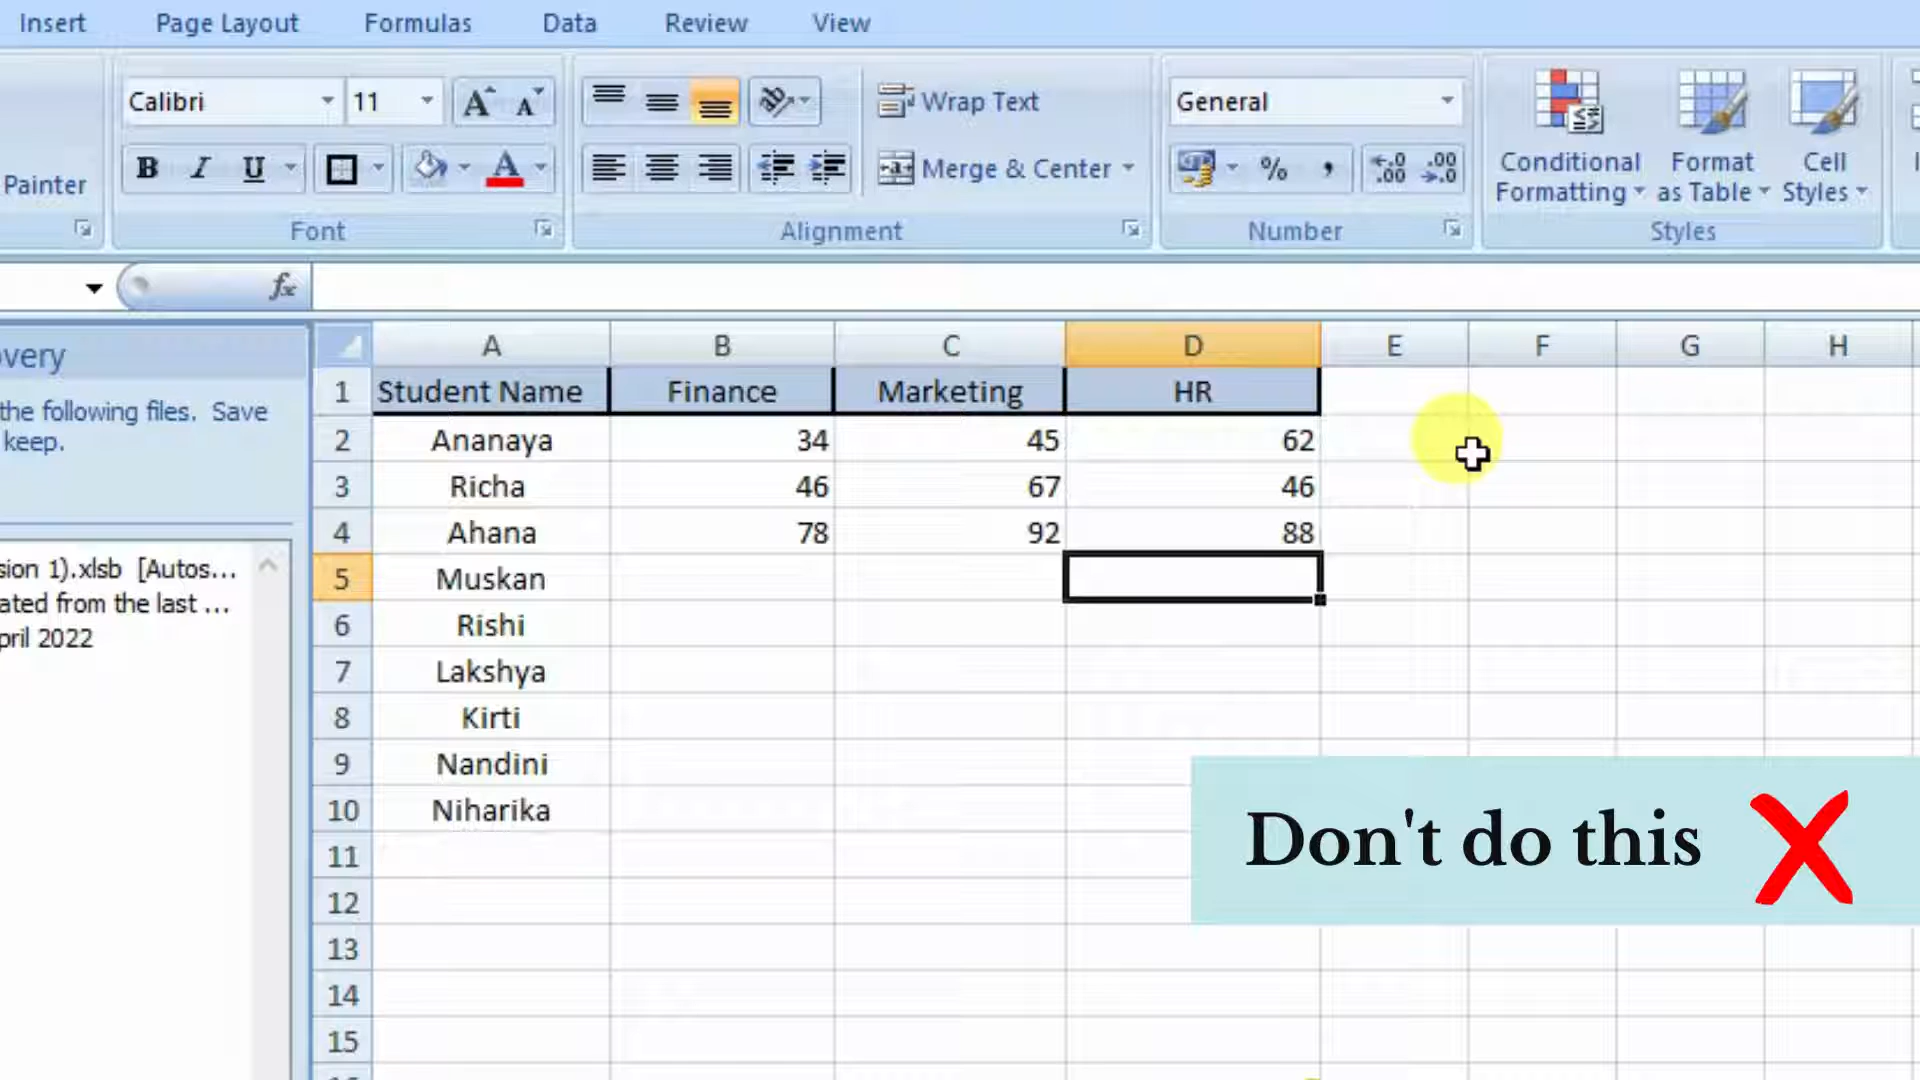 Insert Page Layout Formulas Data Review View
Calibri 11 A A Wrap Text General
Painter B I U A Merge & Center % , Conditional Formatting Format as Table Cell Styles
Font Alignment Number Styles
fx
overy
the following files. Save
keep.
sion 1).xlsb [Autos...
ated from the last ...
pril 2022
A B C D E F G H
1 Student Name Finance Marketing HR
2 Ananaya 34 45 62
3 Richa 46 67 46
4 Ahana 78 92 88
5 Muskan
6 Rishi
7 Lakshya
8 Kirti
9 Nandini
10 Niharika
11
12
13
14
15
Don't do this X